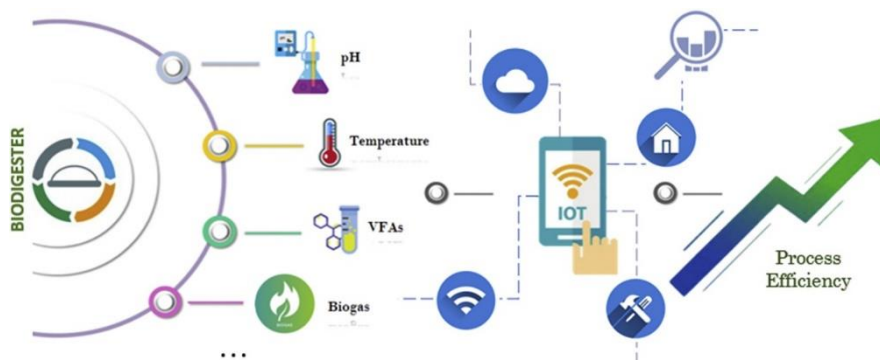 BIODIGESTER
pH
Temperature
VFAs
Biogas
...
IOT
Process
Efficiency